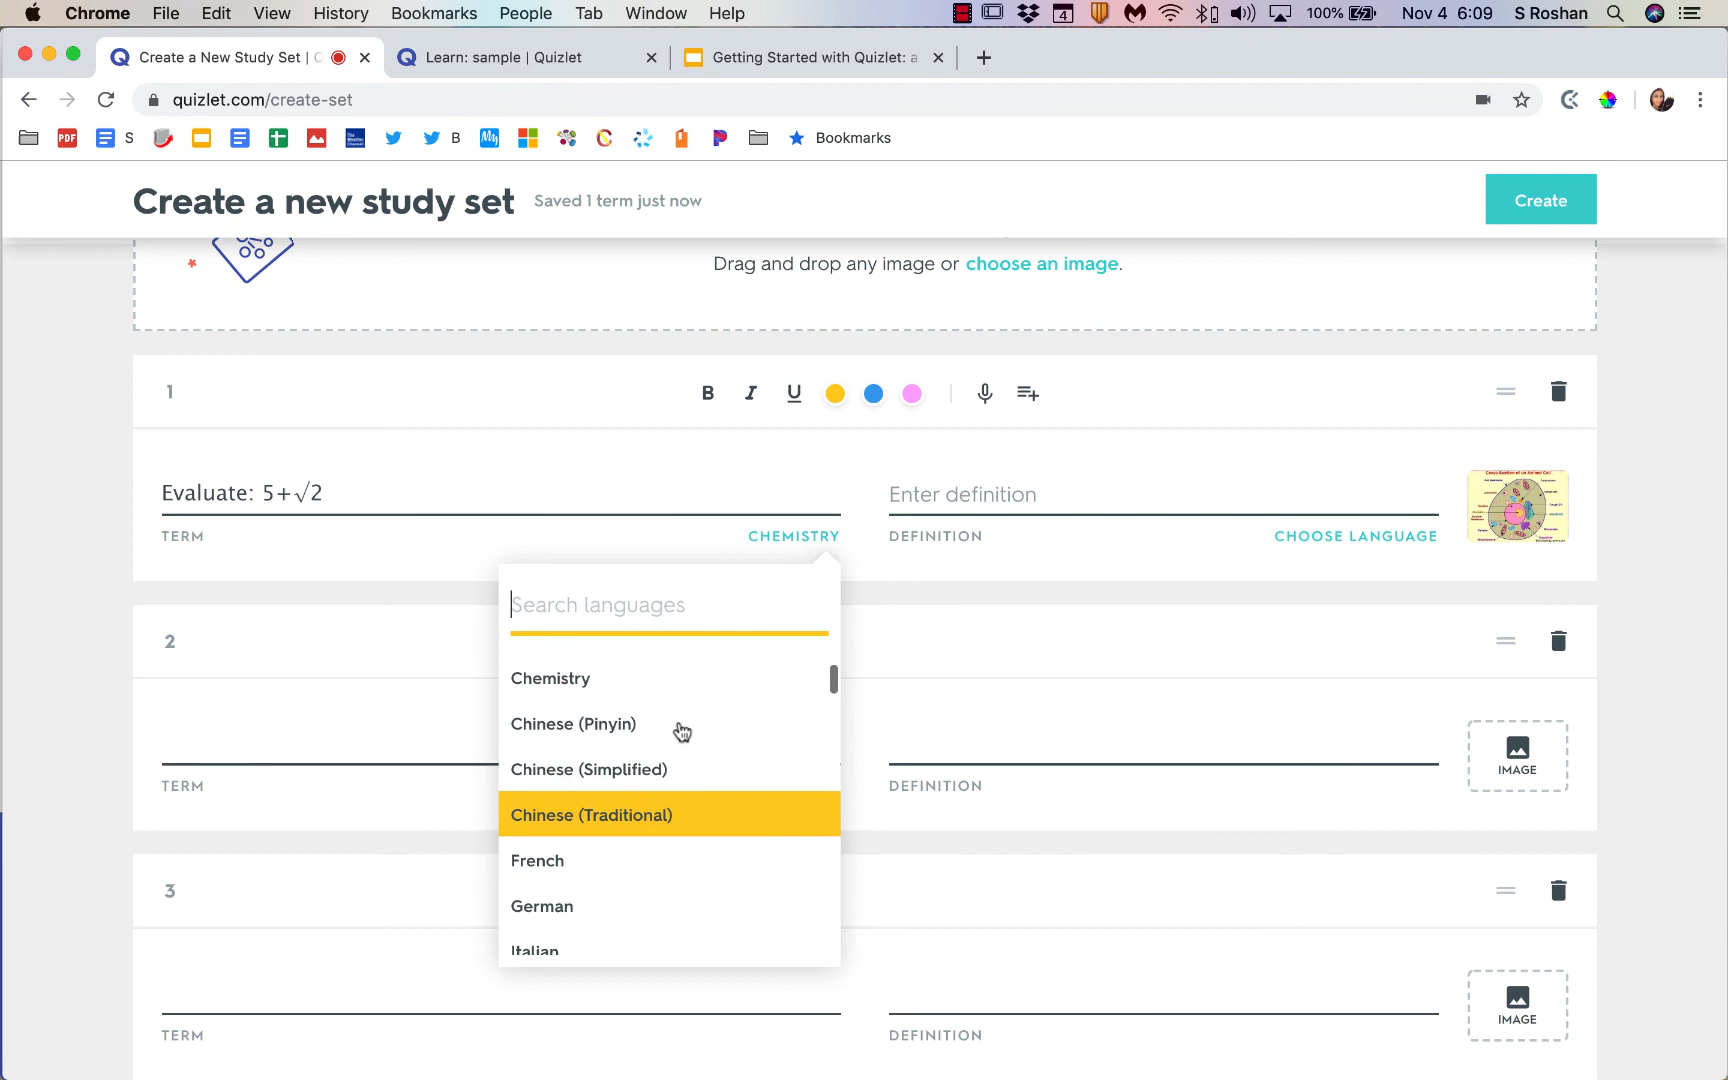 Chrome File Edit View History Bookmarks People Tab Window Help 4 100% Nov 4 6:09 S Roshan
Create a New Study Set | Learn: sample | Quizlet Getting Started with Quizlet: a
quizlet.com/create-set
PDF S B My Bookmarks
Create a new study set Saved 1 term just now Create
Drag and drop any image or choose an image.
1 B I U
Evaluate: 5+√2 Enter definition
TERM CHEMISTRY DEFINITION CHOOSE LANGUAGE
Search languages
2
Chemistry
Chinese (Pinyin)
Chinese (Simplified) IMAGE
TERM DEFINITION
Chinese (Traditional)
French
3
German
Italian
IMAGE
TERM DEFINITION